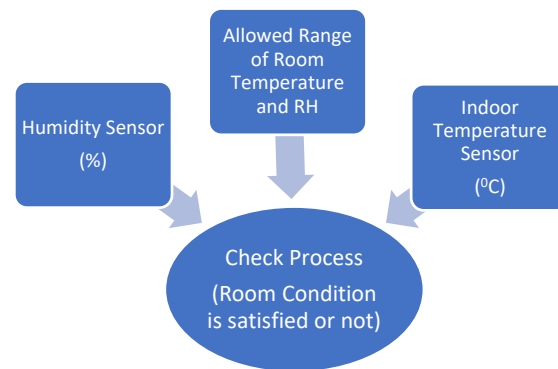 Allowed Range
of Room
Temperature
and RH
Humidity Sensor
(%)
Indoor
Temperature
Sensor
(⁰C)
Check Process
(Room Condition
is satisfied or not)